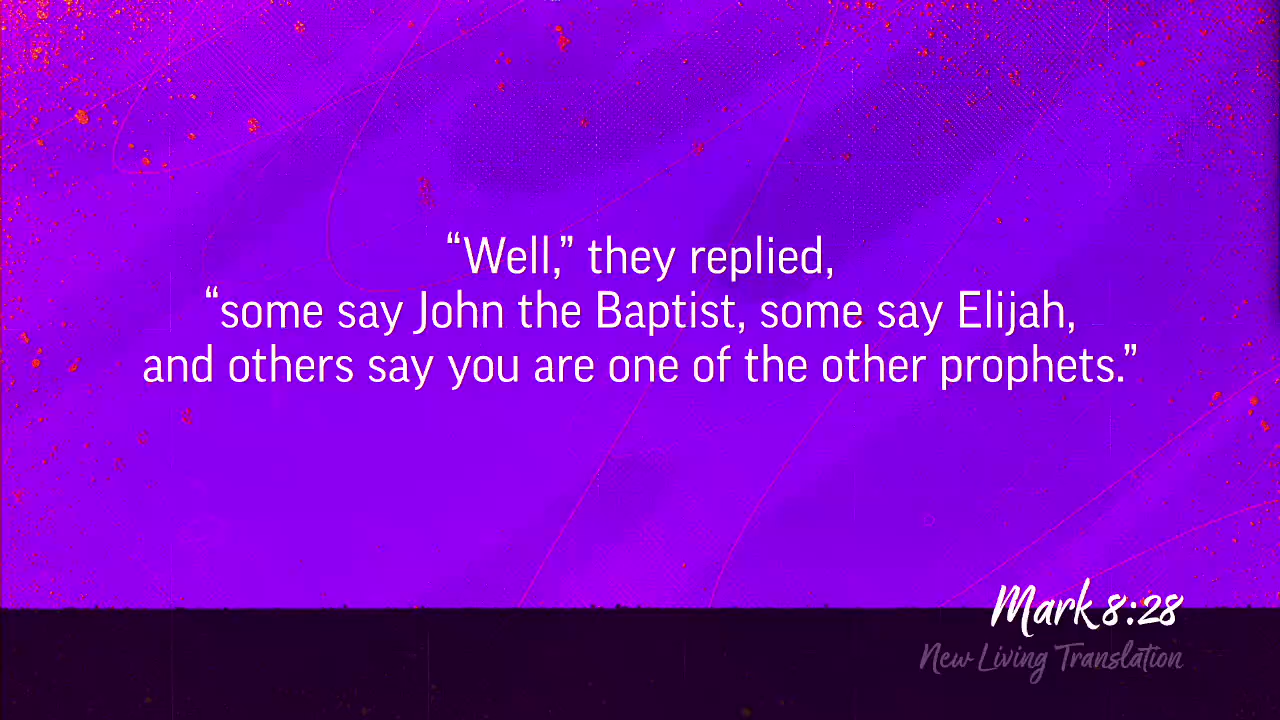 “Well,” they replied,
“some say John the Baptist, some say Elijah,
and others say you are one of the other prophets.”
Mark 8:28
New Living Translation